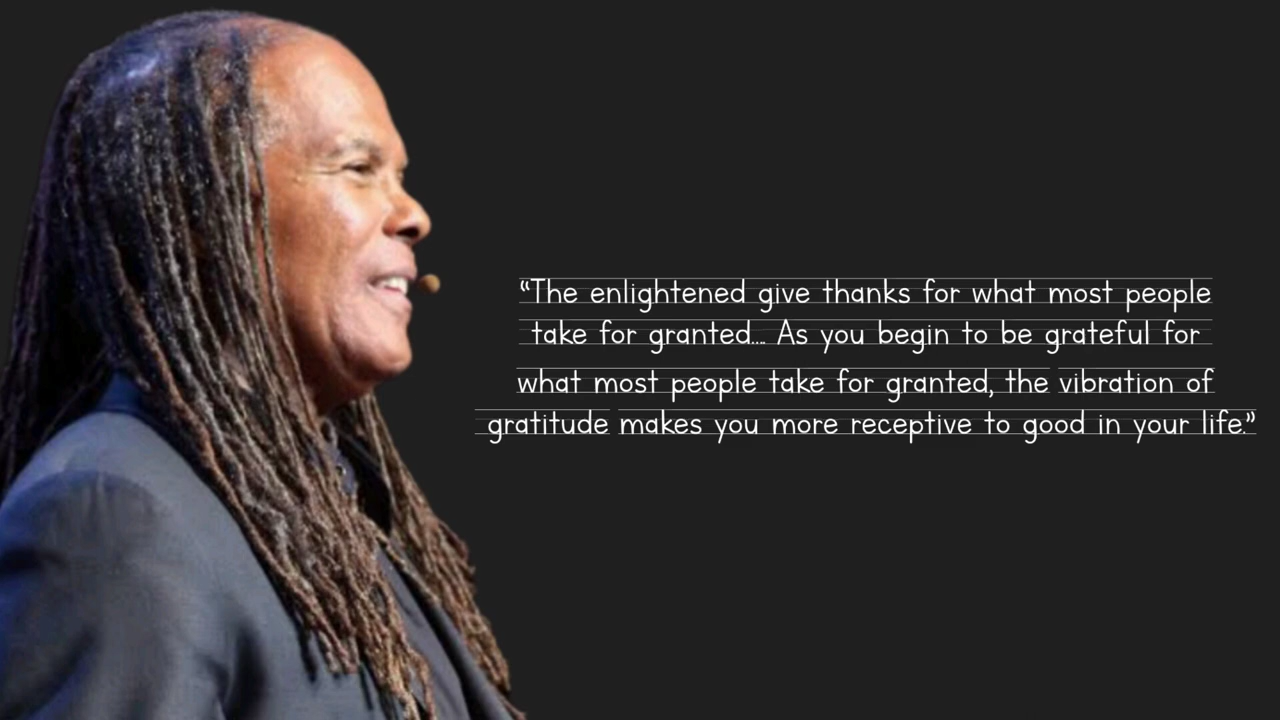 “The enlightened give thanks for what most people
take for granted.... As you begin to be grateful for
what most people take for granted, the vibration of
gratitude makes you more receptive to good in your life.”